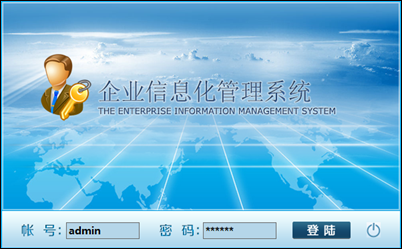 企业信息化管理系统
THE ENTERPRISE INFORMATION MANAGEMENT SYSTEM
帐 号: admin 密 码: ****** 登 陆